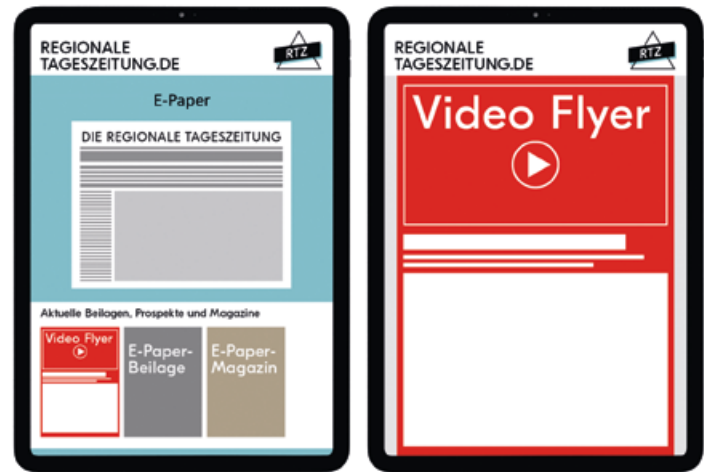 REGIONALE
TAGESZEITUNG.DE
RTZ
E-Paper
DIE REGIONALE TAGESZEITUNG
Aktuelle Beilagen, Prospekte und Magazine
Video Flyer
E-Paper-
Beilage
E-Paper-
Magazin
REGIONALE
TAGESZEITUNG.DE
RTZ
Video Flyer